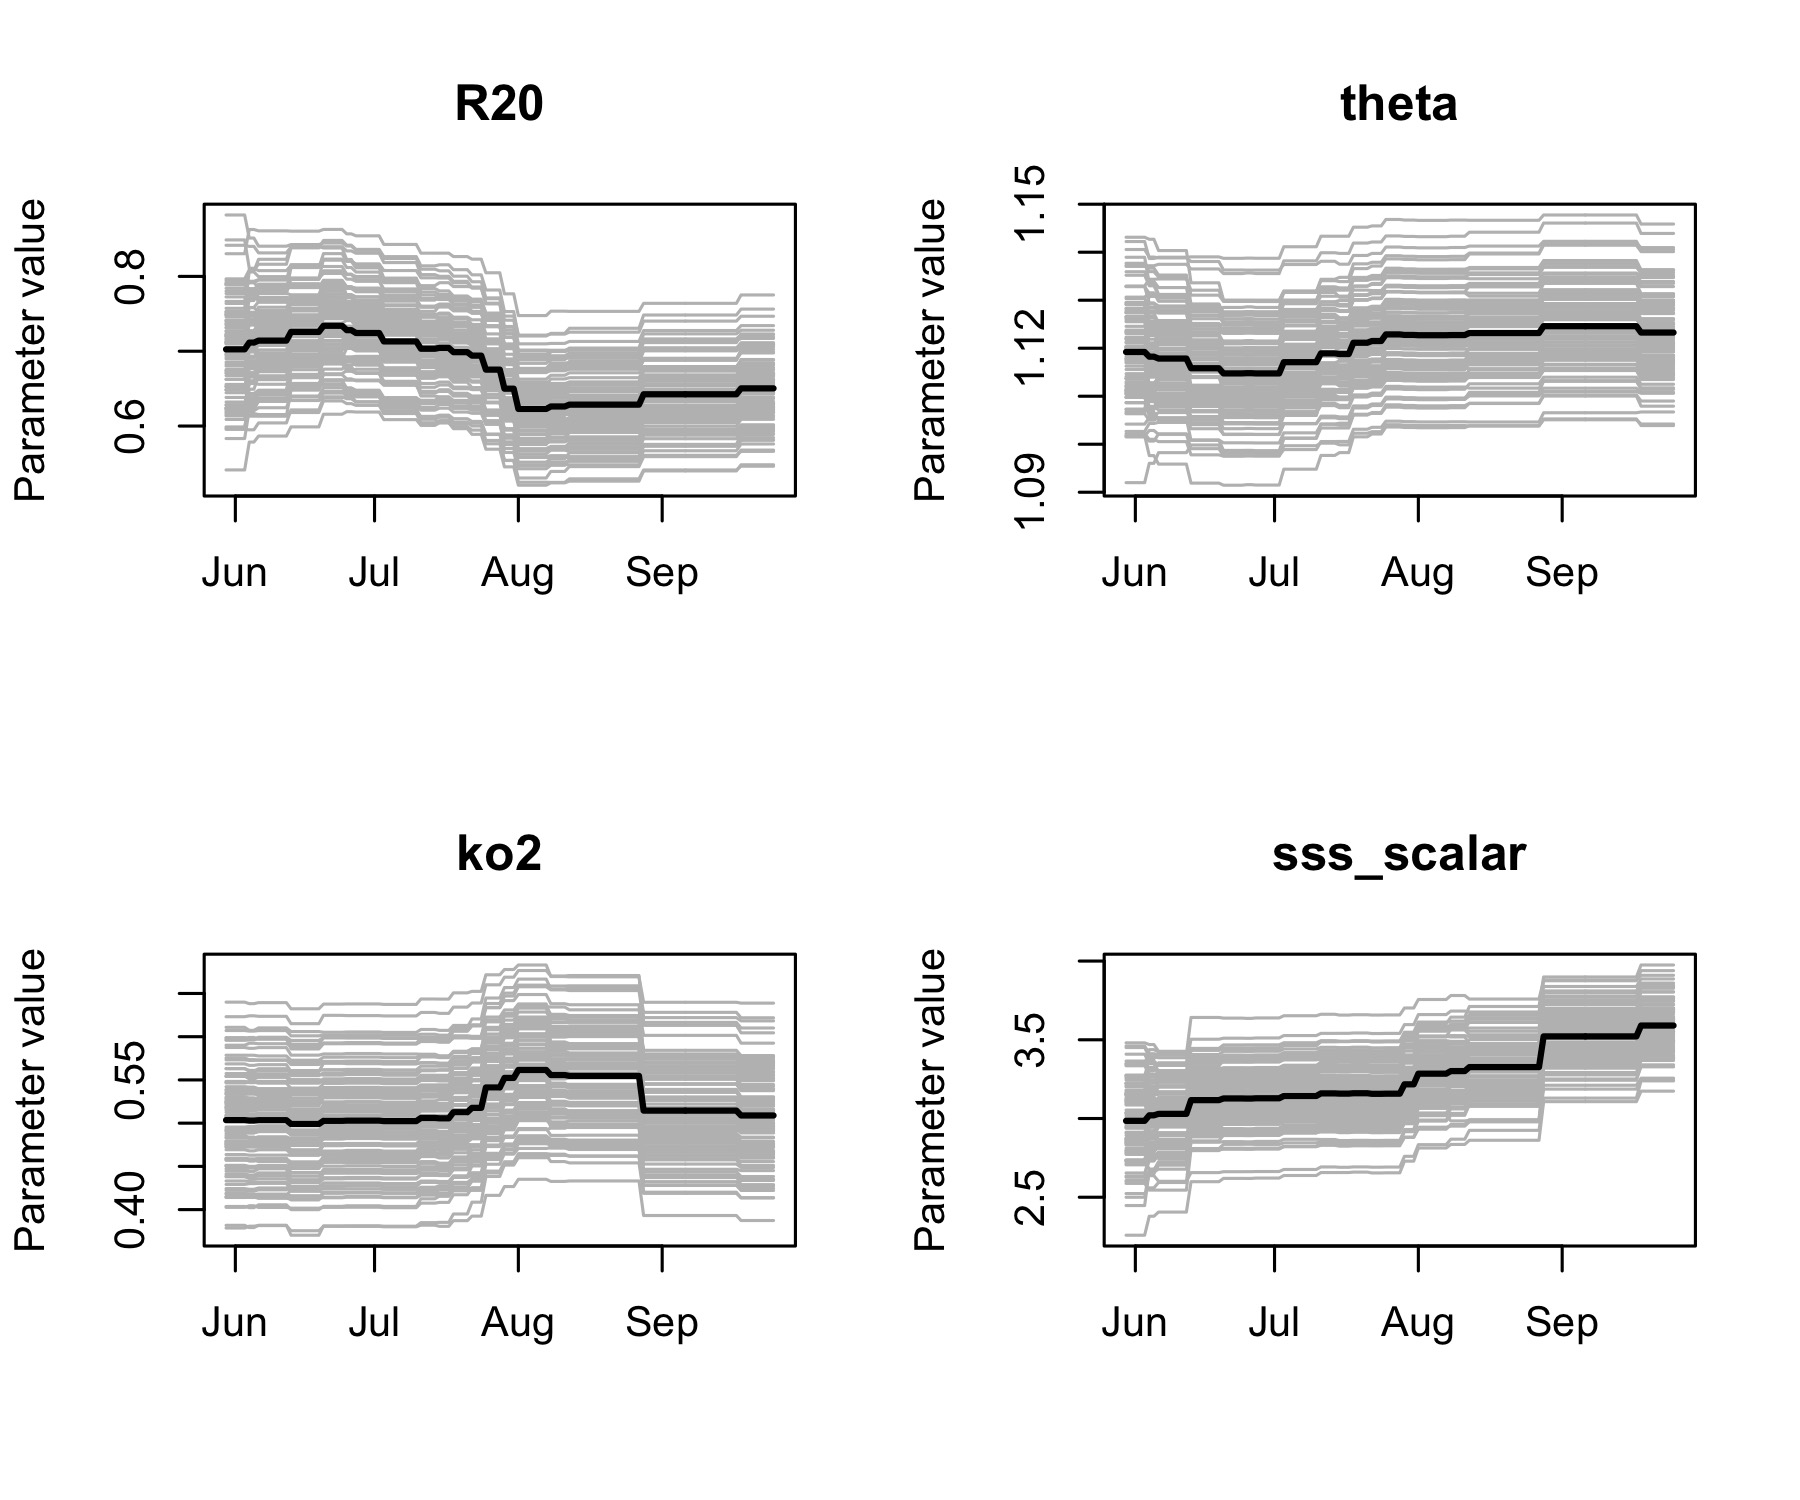 R20
Parameter value
0.8
0.6
Jun Jul Aug Sep
theta
Parameter value
1.15
1.12
1.09
Jun Jul Aug Sep
ko2
Parameter value
0.55
0.40
Jun Jul Aug Sep
sss_scalar
Parameter value
3.5
2.5
Jun Jul Aug Sep